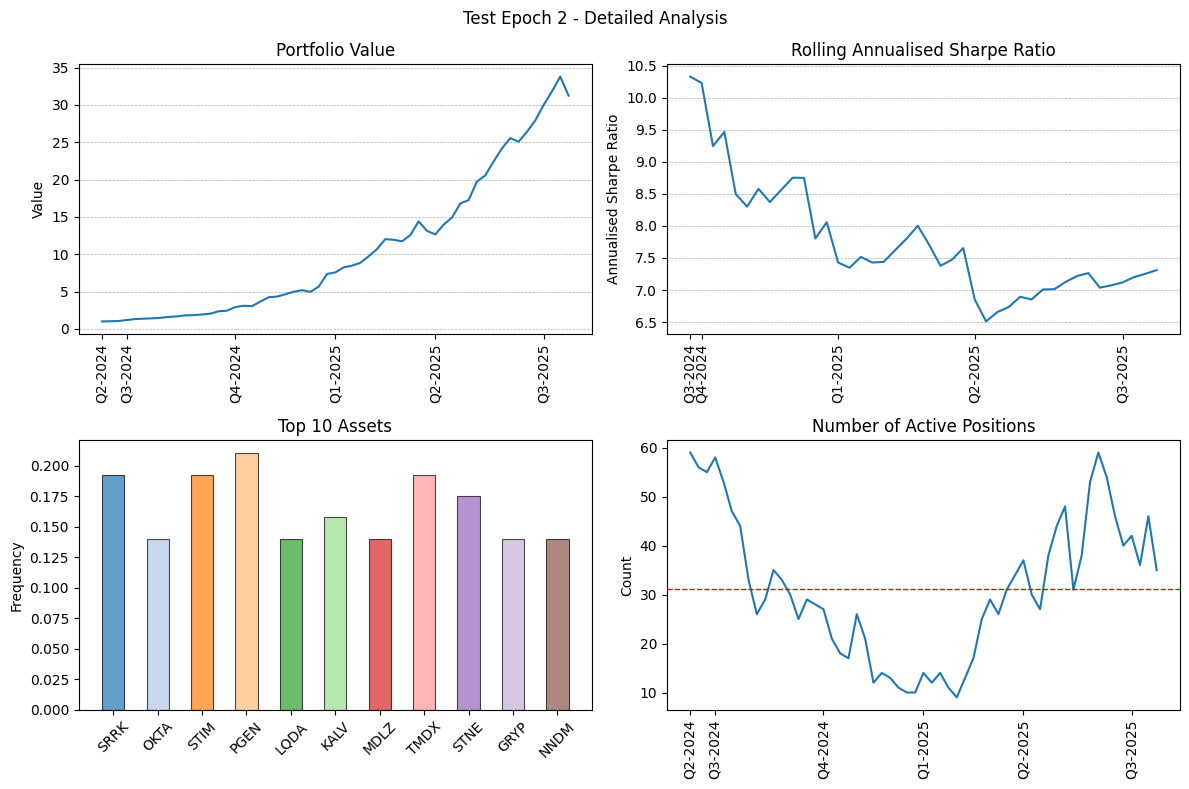 Test Epoch 2 - Detailed Analysis
Portfolio Value
Value
35
30
25
20
15
10
5
0
Q2-2024
Q3-2024
Q4-2024
Q1-2025
Q2-2025
Q3-2025
Rolling Annualised Sharpe Ratio
Annualised Sharpe Ratio
10.5
10.0
9.5
9.0
8.5
8.0
7.5
7.0
6.5
Q3-2024
Q4-2024
Q1-2025
Q2-2025
Q3-2025
Top 10 Assets
Frequency
0.200
0.175
0.150
0.125
0.100
0.075
0.050
0.025
0.000
SRRK
OKTA
STIM
PGEN
LQDA
KALV
MDLZ
TMDX
STNE
GRYP
NNDM
Number of Active Positions
Count
60
50
40
30
20
10
Q2-2024
Q3-2024
Q4-2024
Q1-2025
Q2-2025
Q3-2025